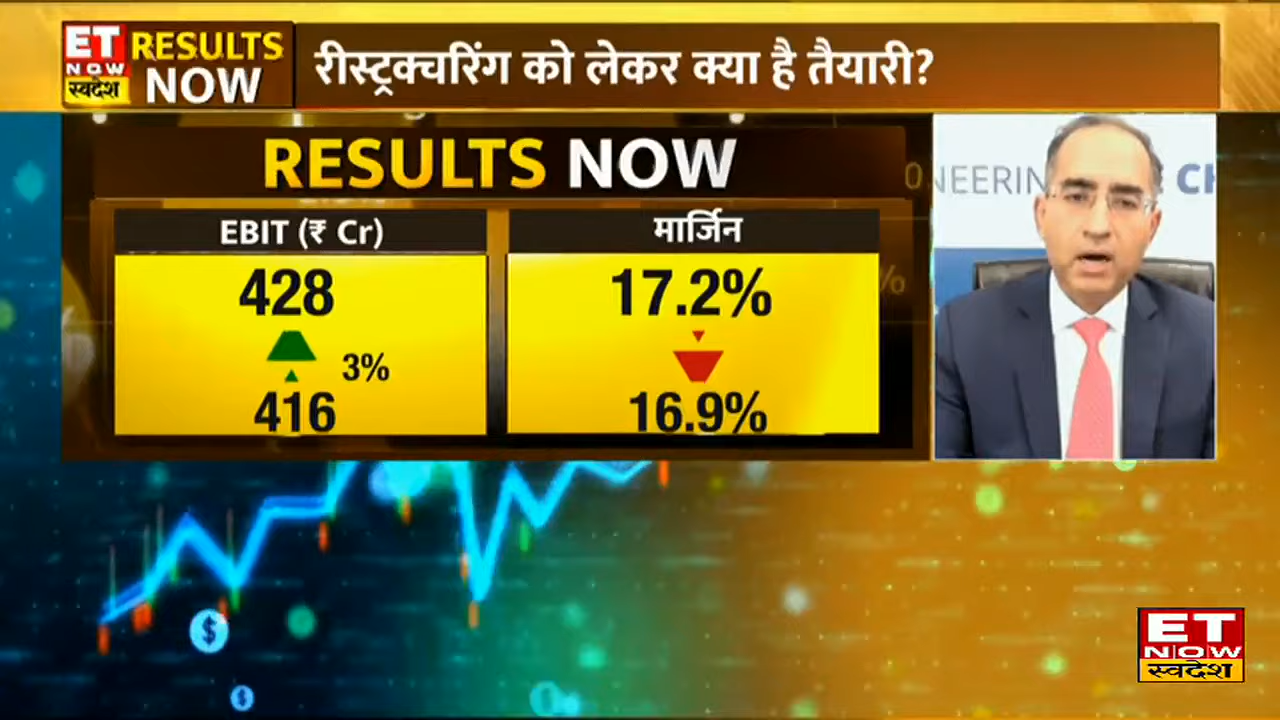 ET
NOW
स्वदेश
RESULTS
NOW
रीस्ट्रक्चरिंग को लेकर क्या है तैयारी?
RESULTS NOW
EBIT (₹ Cr)
428
3%
416
मार्जिन
17.2%
16.9%
NEERIN
CH
ET
NOW
स्वदेश